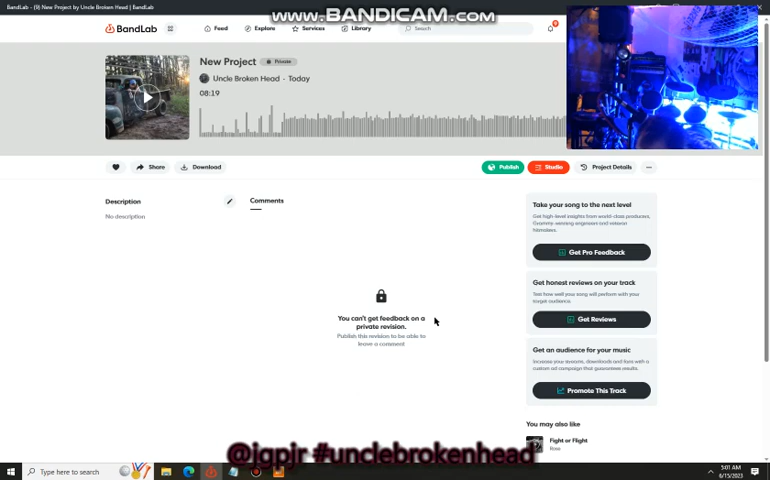 BandLab - (9) New Project by Uncle Broken Head | BandLab
www.BANDICAM.com
BandLab
Feed
Explore
Services
Library
Search
New Project
Private
Uncle Broken Head · Today
08:19
Share
Download
Publish
Studio
Project Details
Description
No description
Comments
You can't get feedback on a
private revision.
Publish this revision to be able to
leave a comment
Take your song to the next level
Get high-level insights from world-class producers,
Grammy-winning engineers and veteran
hitmakers.
Get Pro Feedback
Get honest reviews on your track
Test how well your song will perform with your
target audience.
Get Reviews
Get an audience for your music
Increase your streams, downloads and fans with a
custom ad campaign that guarantees results.
Promote This Track
You may also like
Fight or Flight
@jgpjr #unclebrokenhead
Type here to search
5:01 AM
6/15/2023